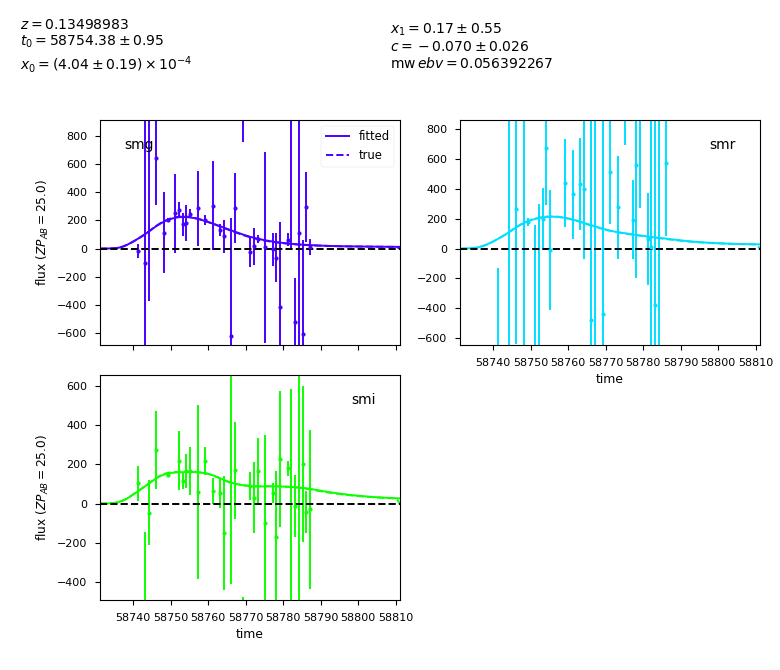 z = 0.13498983
t₀ = 58754.38 ± 0.95
x₀ = (4.04 ± 0.19) × 10⁻⁴
x₁ = 0.17 ± 0.55
c = −0.070 ± 0.026
mw ebv = 0.056392267
smg
fitted
true
800
600
400
200
0
−200
−400
−600
flux (ZP_AB = 25.0)
smr
800
600
400
200
0
−200
−400
−600
58740 58750 58760 58770 58780 58790 58800 58810
time
smi
600
400
200
0
−200
−400
flux (ZP_AB = 25.0)
58740 58750 58760 58770 58780 58790 58800 58810
time